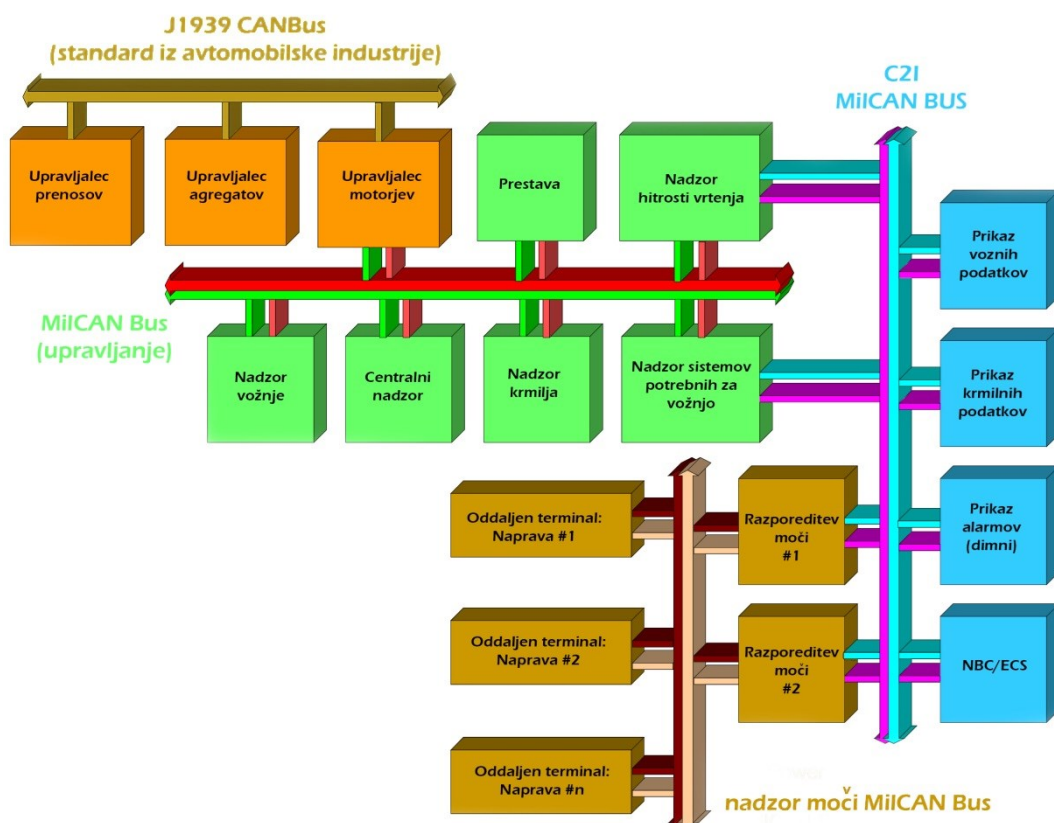 J1939 CANBus
(standard iz avtomobilske industrije)
C2I
MilCAN BUS
Upravljalec
prenosov
Upravljalec
agregatov
Upravljalec
motorjev
Prestava
Nadzor
hitrosti vrtenja
Prikaz
voznih
podatkov
MilCAN Bus
(upravljanje)
Nadzor
vožnje
Centralni
nadzor
Nadzor
krmilja
Nadzor sistemov
potrebnih za
vožnjo
Prikaz
krmilnih
podatkov
Oddaljen terminal:
Naprava #1
Razporeditev
moči
#1
Prikaz
alarmov
(dimni)
Oddaljen terminal:
Naprava #2
Razporeditev
moči
#2
NBC/ECS
Oddaljen terminal:
Naprava #n
nadzor moči MilCAN Bus